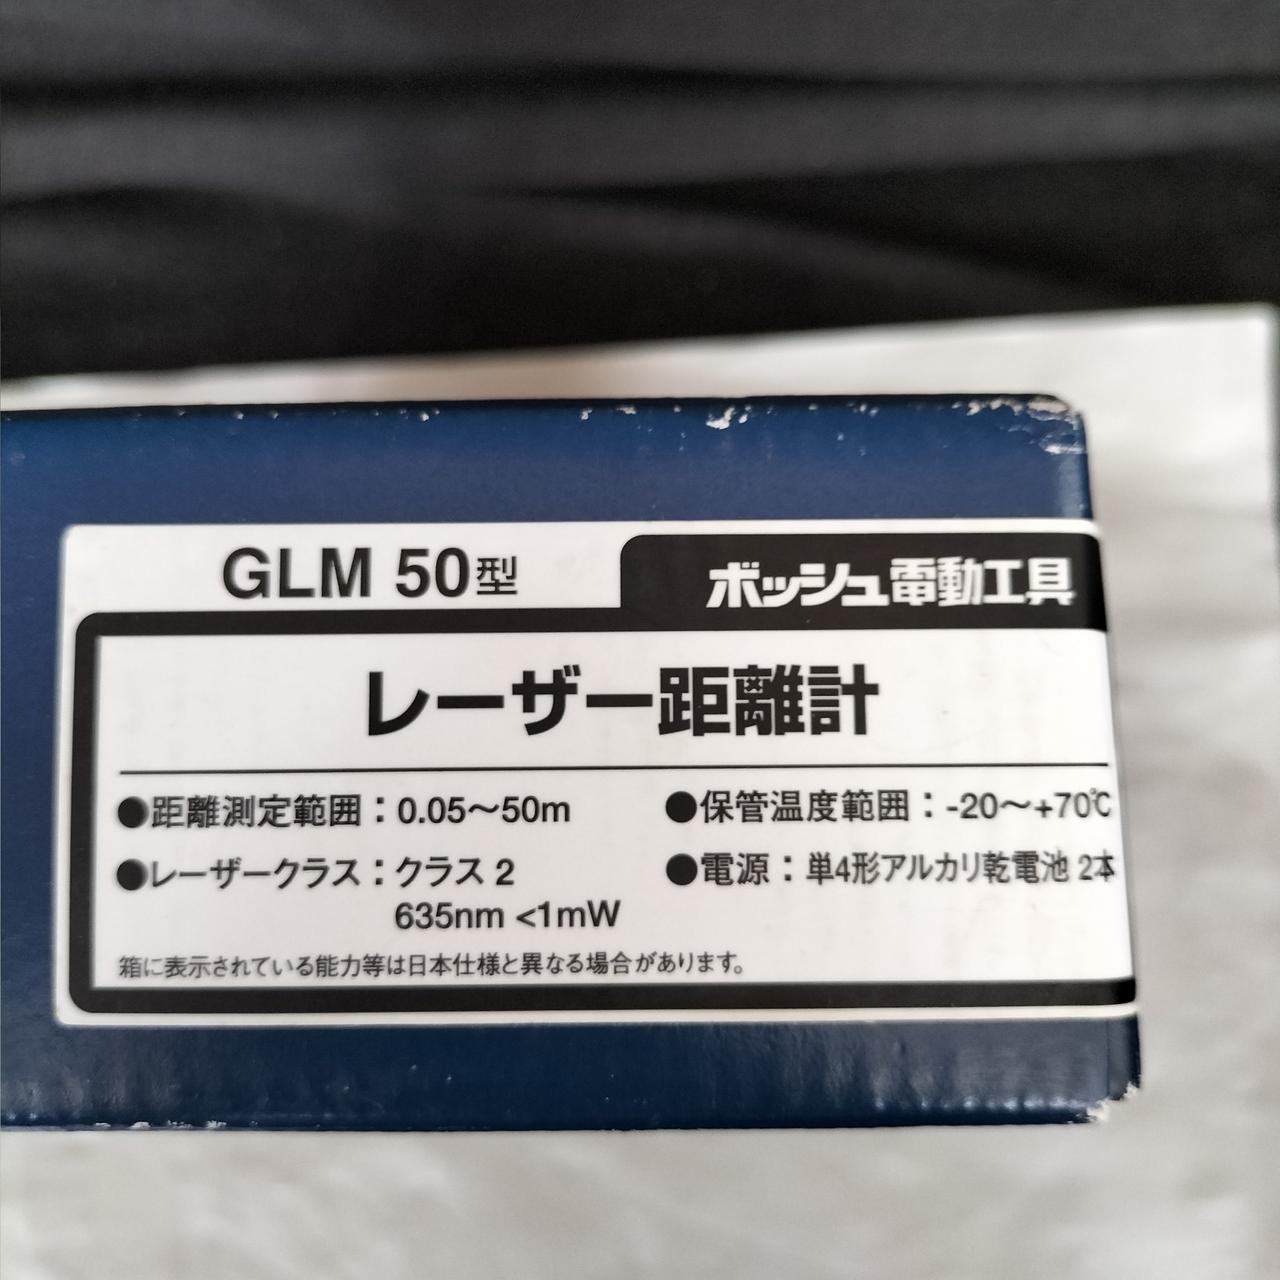 GLM 50型
ボッシュ電動工具
レーザー距離計
●距離測定範囲：0.05〜50m
●保管温度範囲：-20〜+70℃
●レーザークラス：クラス 2
635nm <1mW
●電源：単4形アルカリ乾電池 2本
箱に表示されている能力等は日本仕様と異なる場合があります。